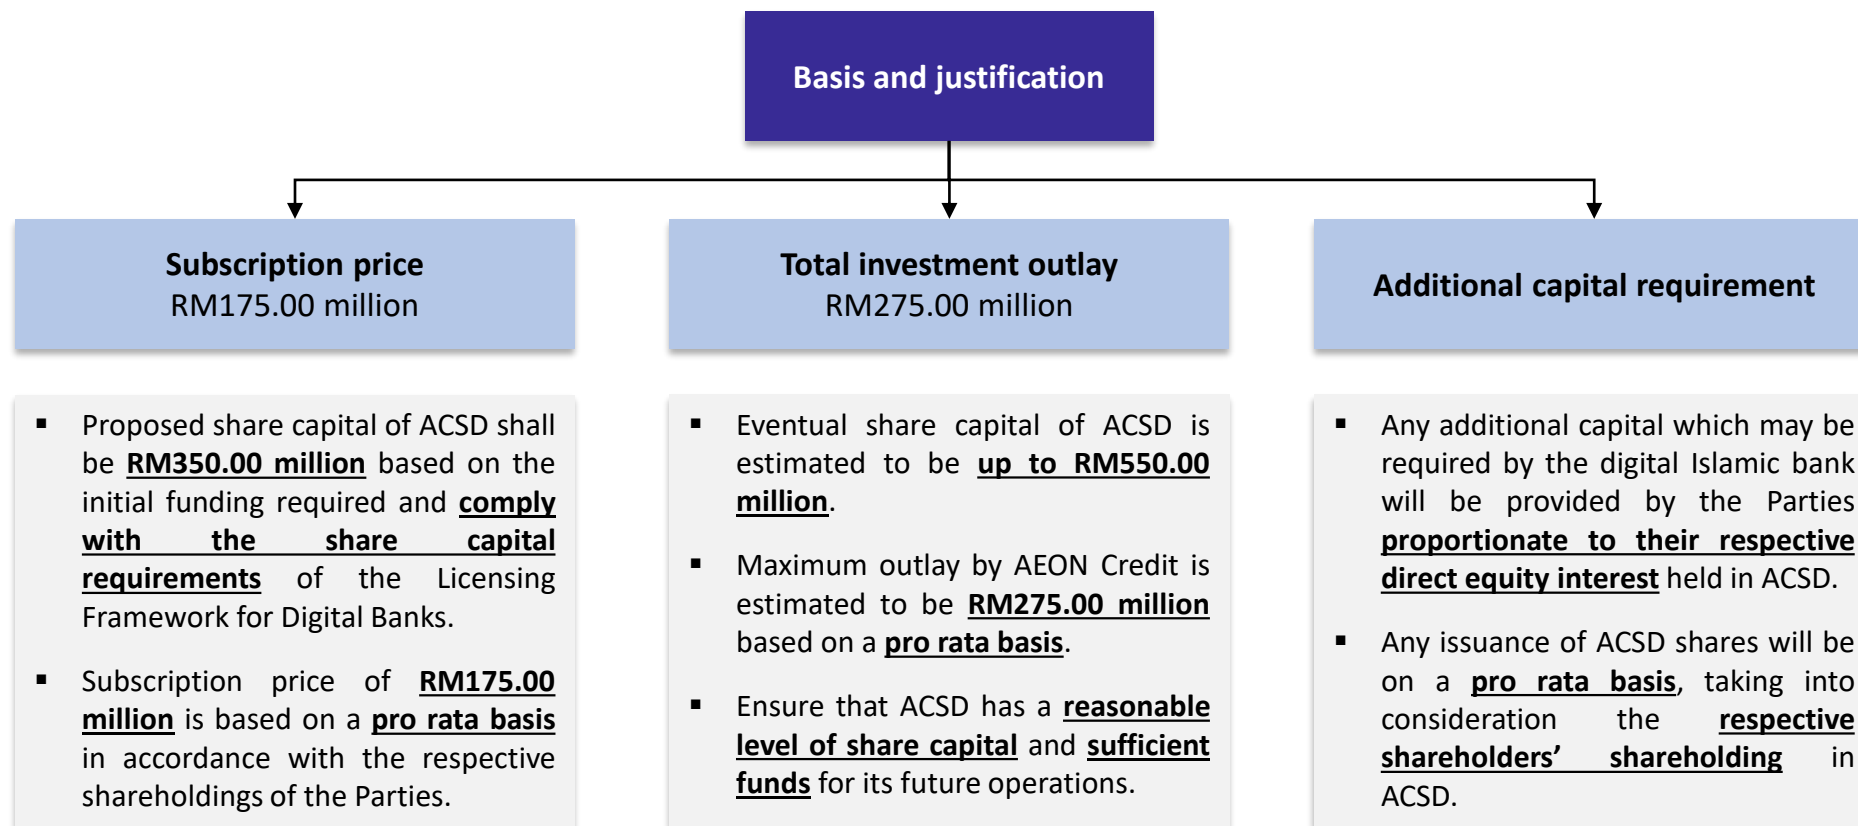 Basis and justification
Subscription price
RM175.00 million
Total investment outlay
RM275.00 million
Additional capital requirement
▪ Proposed share capital of ACSD shall
be RM350.00 million based on the
initial funding required and comply
with the share capital
requirements of the Licensing
Framework for Digital Banks.
▪ Subscription price of RM175.00
million is based on a pro rata basis
in accordance with the respective
shareholdings of the Parties.
▪ Eventual share capital of ACSD is
estimated to be up to RM550.00
million.
▪ Maximum outlay by AEON Credit is
estimated to be RM275.00 million
based on a pro rata basis.
▪ Ensure that ACSD has a reasonable
level of share capital and sufficient
funds for its future operations.
▪ Any additional capital which may be
required by the digital Islamic bank
will be provided by the Parties
proportionate to their respective
direct equity interest held in ACSD.
▪ Any issuance of ACSD shares will be
on a pro rata basis, taking into
consideration the respective
shareholders’ shareholding in
ACSD.